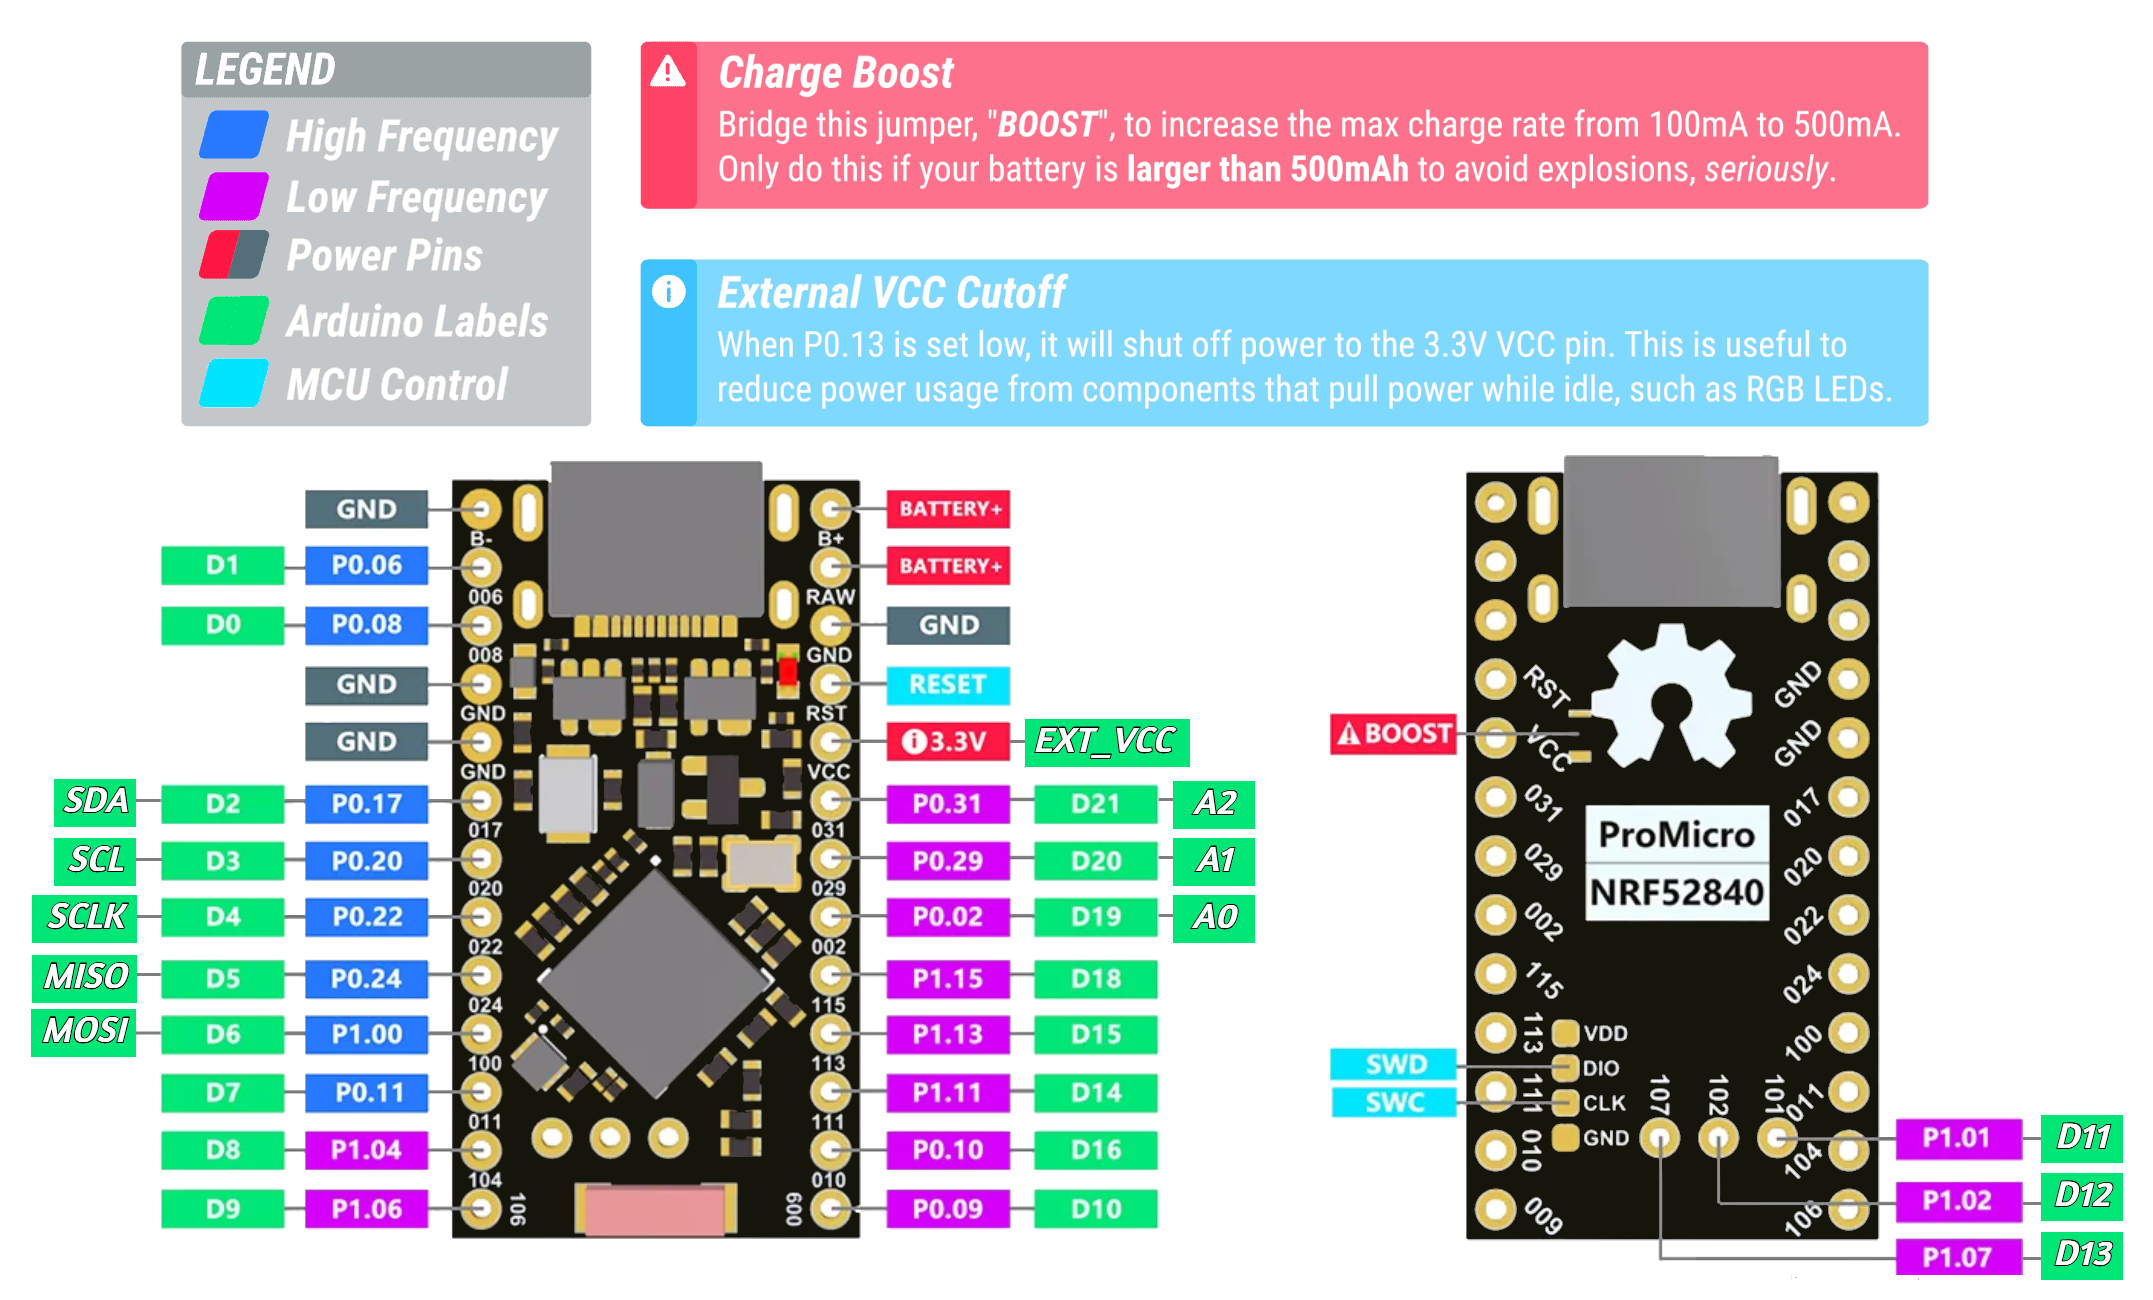 LEGEND
High Frequency
Low Frequency
Power Pins
Arduino Labels
MCU Control
Charge Boost
Bridge this jumper, "BOOST", to increase the max charge rate from 100mA to 500mA.
Only do this if your battery is larger than 500mAh to avoid explosions, seriously.
External VCC Cutoff
When P0.13 is set low, it will shut off power to the 3.3V VCC pin. This is useful to
reduce power usage from components that pull power while idle, such as RGB LEDs.
GND
D1 P0.06
D0 P0.08
GND
GND
SDA D2 P0.17
SCL D3 P0.20
SCLK D4 P0.22
MISO D5 P0.24
MOSI D6 P1.00
D7 P0.11
D8 P1.04
D9 P1.06
B-
006
008
GND
GND
017
020
022
024
100
011
104
106
B+
RAW
GND
RST
VCC
031
029
002
115
113
111
010
009
BATTERY+
BATTERY+
GND
RESET
3.3V EXT_VCC
P0.31 D21 A2
P0.29 D20 A1
P0.02 D19 A0
P1.15 D18
P1.13 D15
P1.11 D14
P0.10 D16
P0.09 D10
BOOST
SWD
SWC
RST
VCC
031
029
002
115
113
111
010
009
ProMicro
NRF52840
VDD
DIO
CLK
GND
107
102
101
GND
GND
017
020
022
024
100
011
104
106
P1.01 D11
P1.02 D12
P1.07 D13